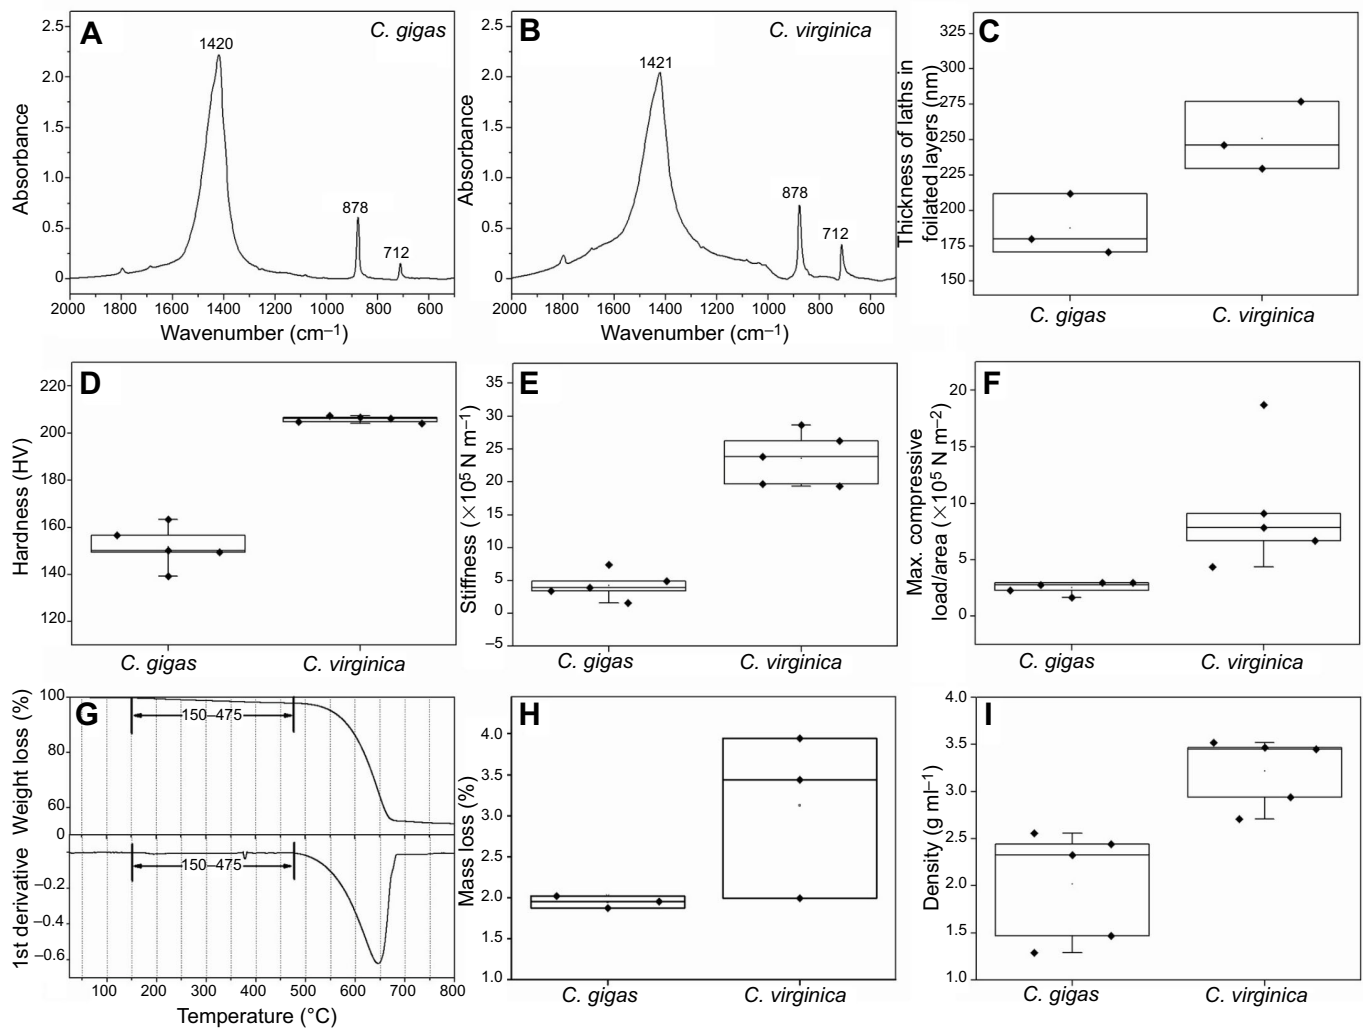 A
C. gigas
1420
878
712
2.5
2.0
1.5
1.0
0.5
0
Absorbance
2000 1800 1600 1400 1200 1000 800 600
Wavenumber (cm–1)
B
C. virginica
1421
878
712
2.5
2.0
1.5
1.0
0.5
0
Absorbance
2000 1800 1600 1400 1200 1000 800 600
Wavenumber (cm–1)
C
325
300
275
250
225
200
175
150
Thickness of laths in
foilated layers (nm)
C. gigas
C. virginica
D
220
200
180
160
140
120
Hardness (HV)
C. gigas
C. virginica
E
35
30
25
20
15
10
5
0
–5
Stiffness (×105 N m–1)
C. gigas
C. virginica
F
20
15
10
5
0
Max. compressive
load/area (×105 N m–2)
C. gigas
C. virginica
G
100
80
60
0
Weight loss (%)
150–475
–0.2
–0.4
–0.6
1st derivative
150–475
100 200 300 400 500 600 700 800
Temperature (°C)
H
4.0
3.5
3.0
2.5
2.0
1.5
1.0
Mass loss (%)
C. gigas
C. virginica
I
4.0
3.5
3.0
2.5
2.0
1.5
1.0
Density (g ml–1)
C. gigas
C. virginica